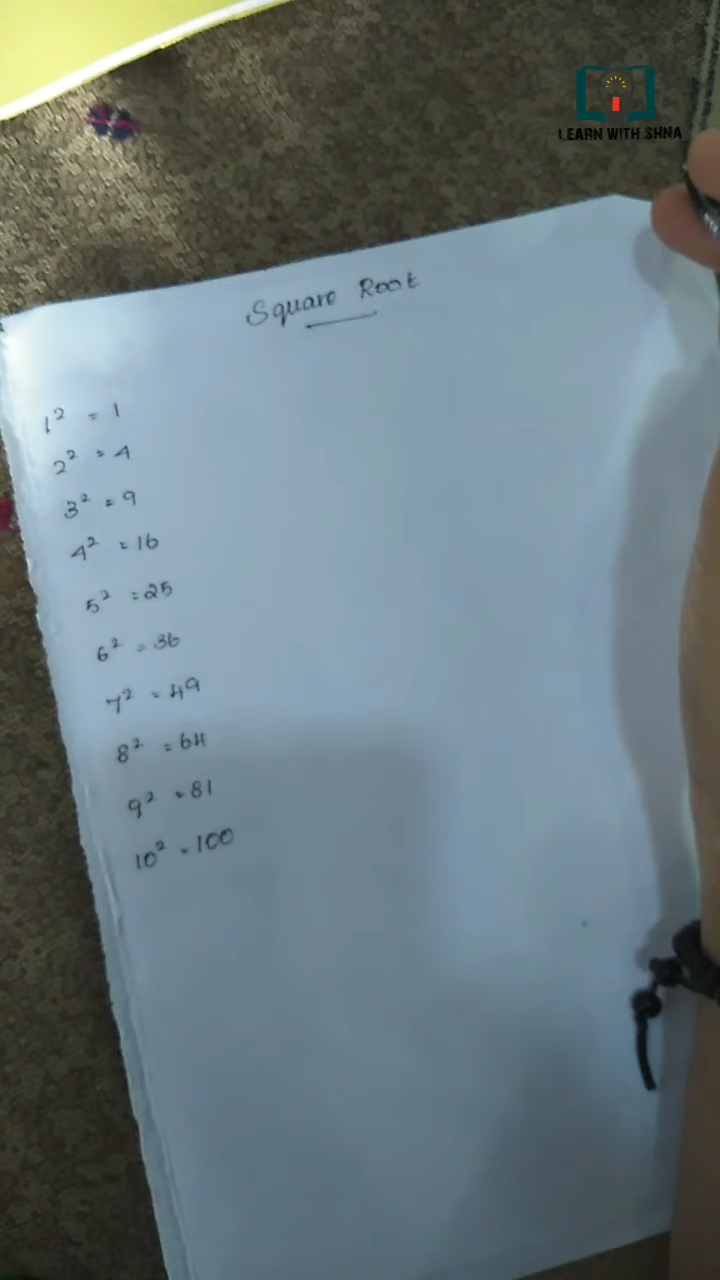 LEARN WITH SHNA
Square Root
1² = 1
2² = 4
3² = 9
4² = 16
5² = 25
6² = 36
7² = 49
8² = 64
9² = 81
10² = 100